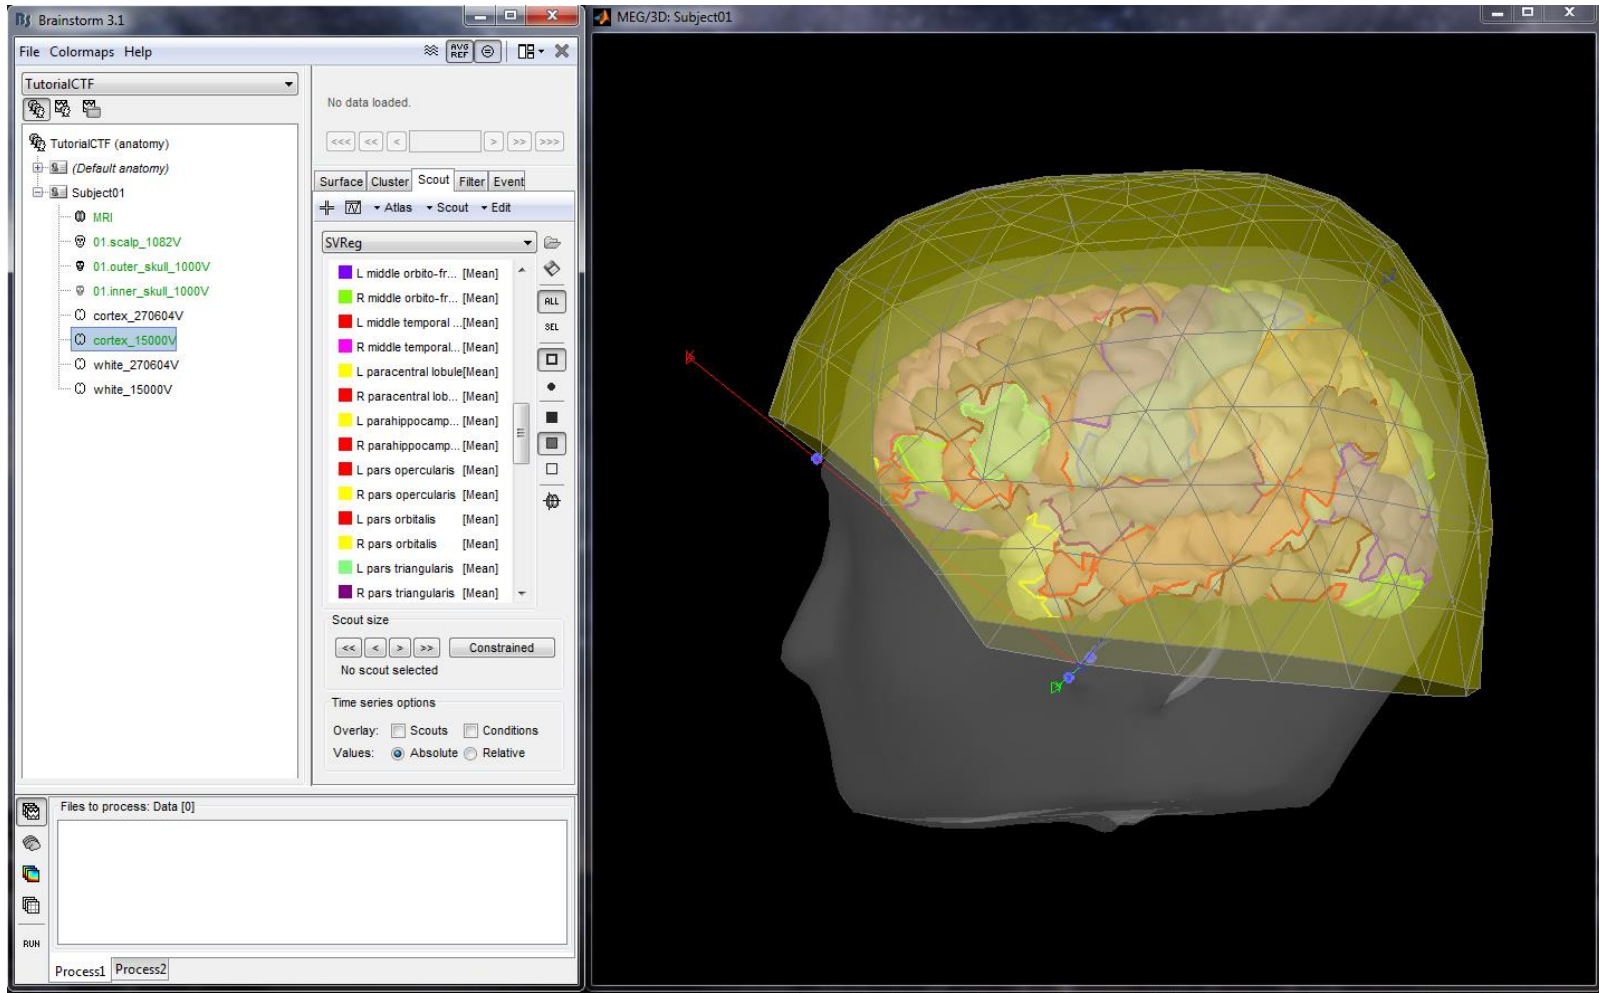 Brainstorm 3.1
File Colormaps Help
AVG
REF
TutorialCTF
TutorialCTF (anatomy)
(Default anatomy)
Subject01
MRI
01.scalp_1082V
01.outer_skull_1000V
01.inner_skull_1000V
cortex_270604V
cortex_15000V
white_270604V
white_15000V
No data loaded.
<<< << < > >> >>>
Surface Cluster Scout Filter Event
Atlas Scout Edit
SVReg
L middle orbito-fr... [Mean]
R middle orbito-fr... [Mean]
L middle temporal ...[Mean]
R middle temporal... [Mean]
L paracentral lobule[Mean]
R paracentral lob... [Mean]
L parahippocamp... [Mean]
R parahippocamp... [Mean]
L pars opercularis [Mean]
R pars opercularis [Mean]
L pars orbitalis [Mean]
R pars orbitalis [Mean]
L pars triangularis [Mean]
R pars triangularis [Mean]
ALL
SEL
Scout size
<< < > >> Constrained
No scout selected
Time series options
Overlay: Scouts Conditions
Values: Absolute Relative
Files to process: Data [0]
RUN
Process1 Process2
MEG/3D: Subject01